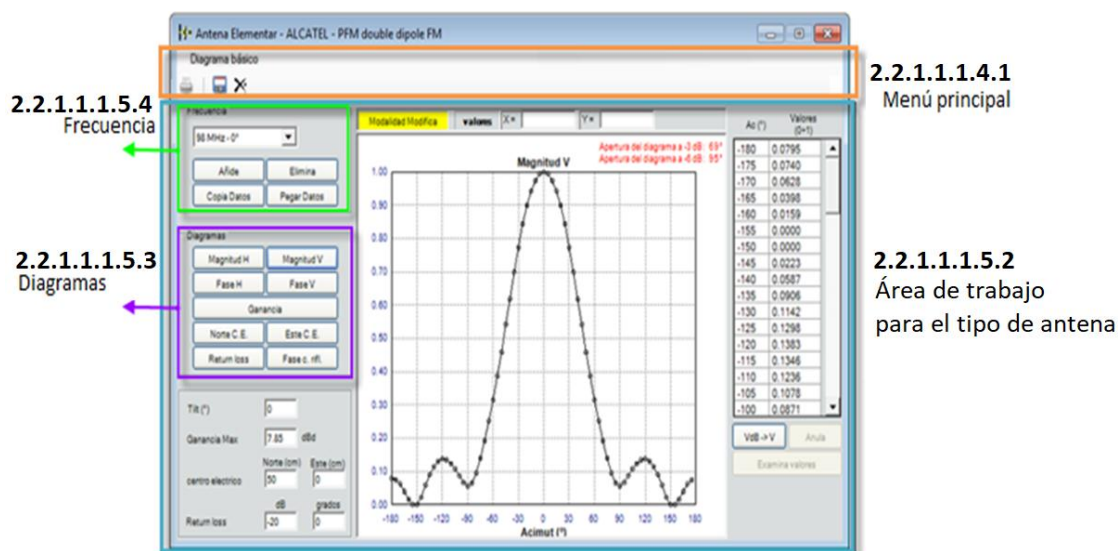 Antena Elementar - ALCATEL - PFM double dipole FM
Diagrama básico
2.2.1.1.1.4.1
Menú principal
2.2.1.1.1.5.4
Frecuencia
Frecuencia
98 MHz - 0°
Añide
Elimina
Copia Datos
Pegar Datos
2.2.1.1.1.5.3
Diagramas
Diagramas
Magnitud H
Magnitud V
Fase H
Fase V
Ganancia
Norte C.E.
Este C.E.
Return loss
Fase c. rifl.
Tilt (°)
0
Ganancia Max
7.85
dBd
Norte (cm)
Este (cm)
centro electrico
50
0
dB
grados
Return loss
-20
0
Modalidad Modifica
valores
X=
Y=
Apertura del diagrama a -3 dB: 69°
Apertura del diagrama a -6 dB: 95°
Magnitud V
1.00
0.90
0.80
0.70
0.60
0.50
0.40
0.30
0.20
0.10
0.00
-180 -150 -120 -90 -60 -30 0 30 60 90 120 150 180
Acimut (°)
Ac (°)
Valores
(0÷1)
-180 0.0795
-175 0.0740
-170 0.0628
-165 0.0398
-160 0.0159
-155 0.0000
-150 0.0000
-145 0.0223
-140 0.0587
-135 0.0906
-130 0.1142
-125 0.1298
-120 0.1383
-115 0.1346
-110 0.1236
-105 0.1078
-100 0.0871
VdB -> V
Anula
Examina valores
2.2.1.1.1.5.2
Área de trabajo
para el tipo de antena